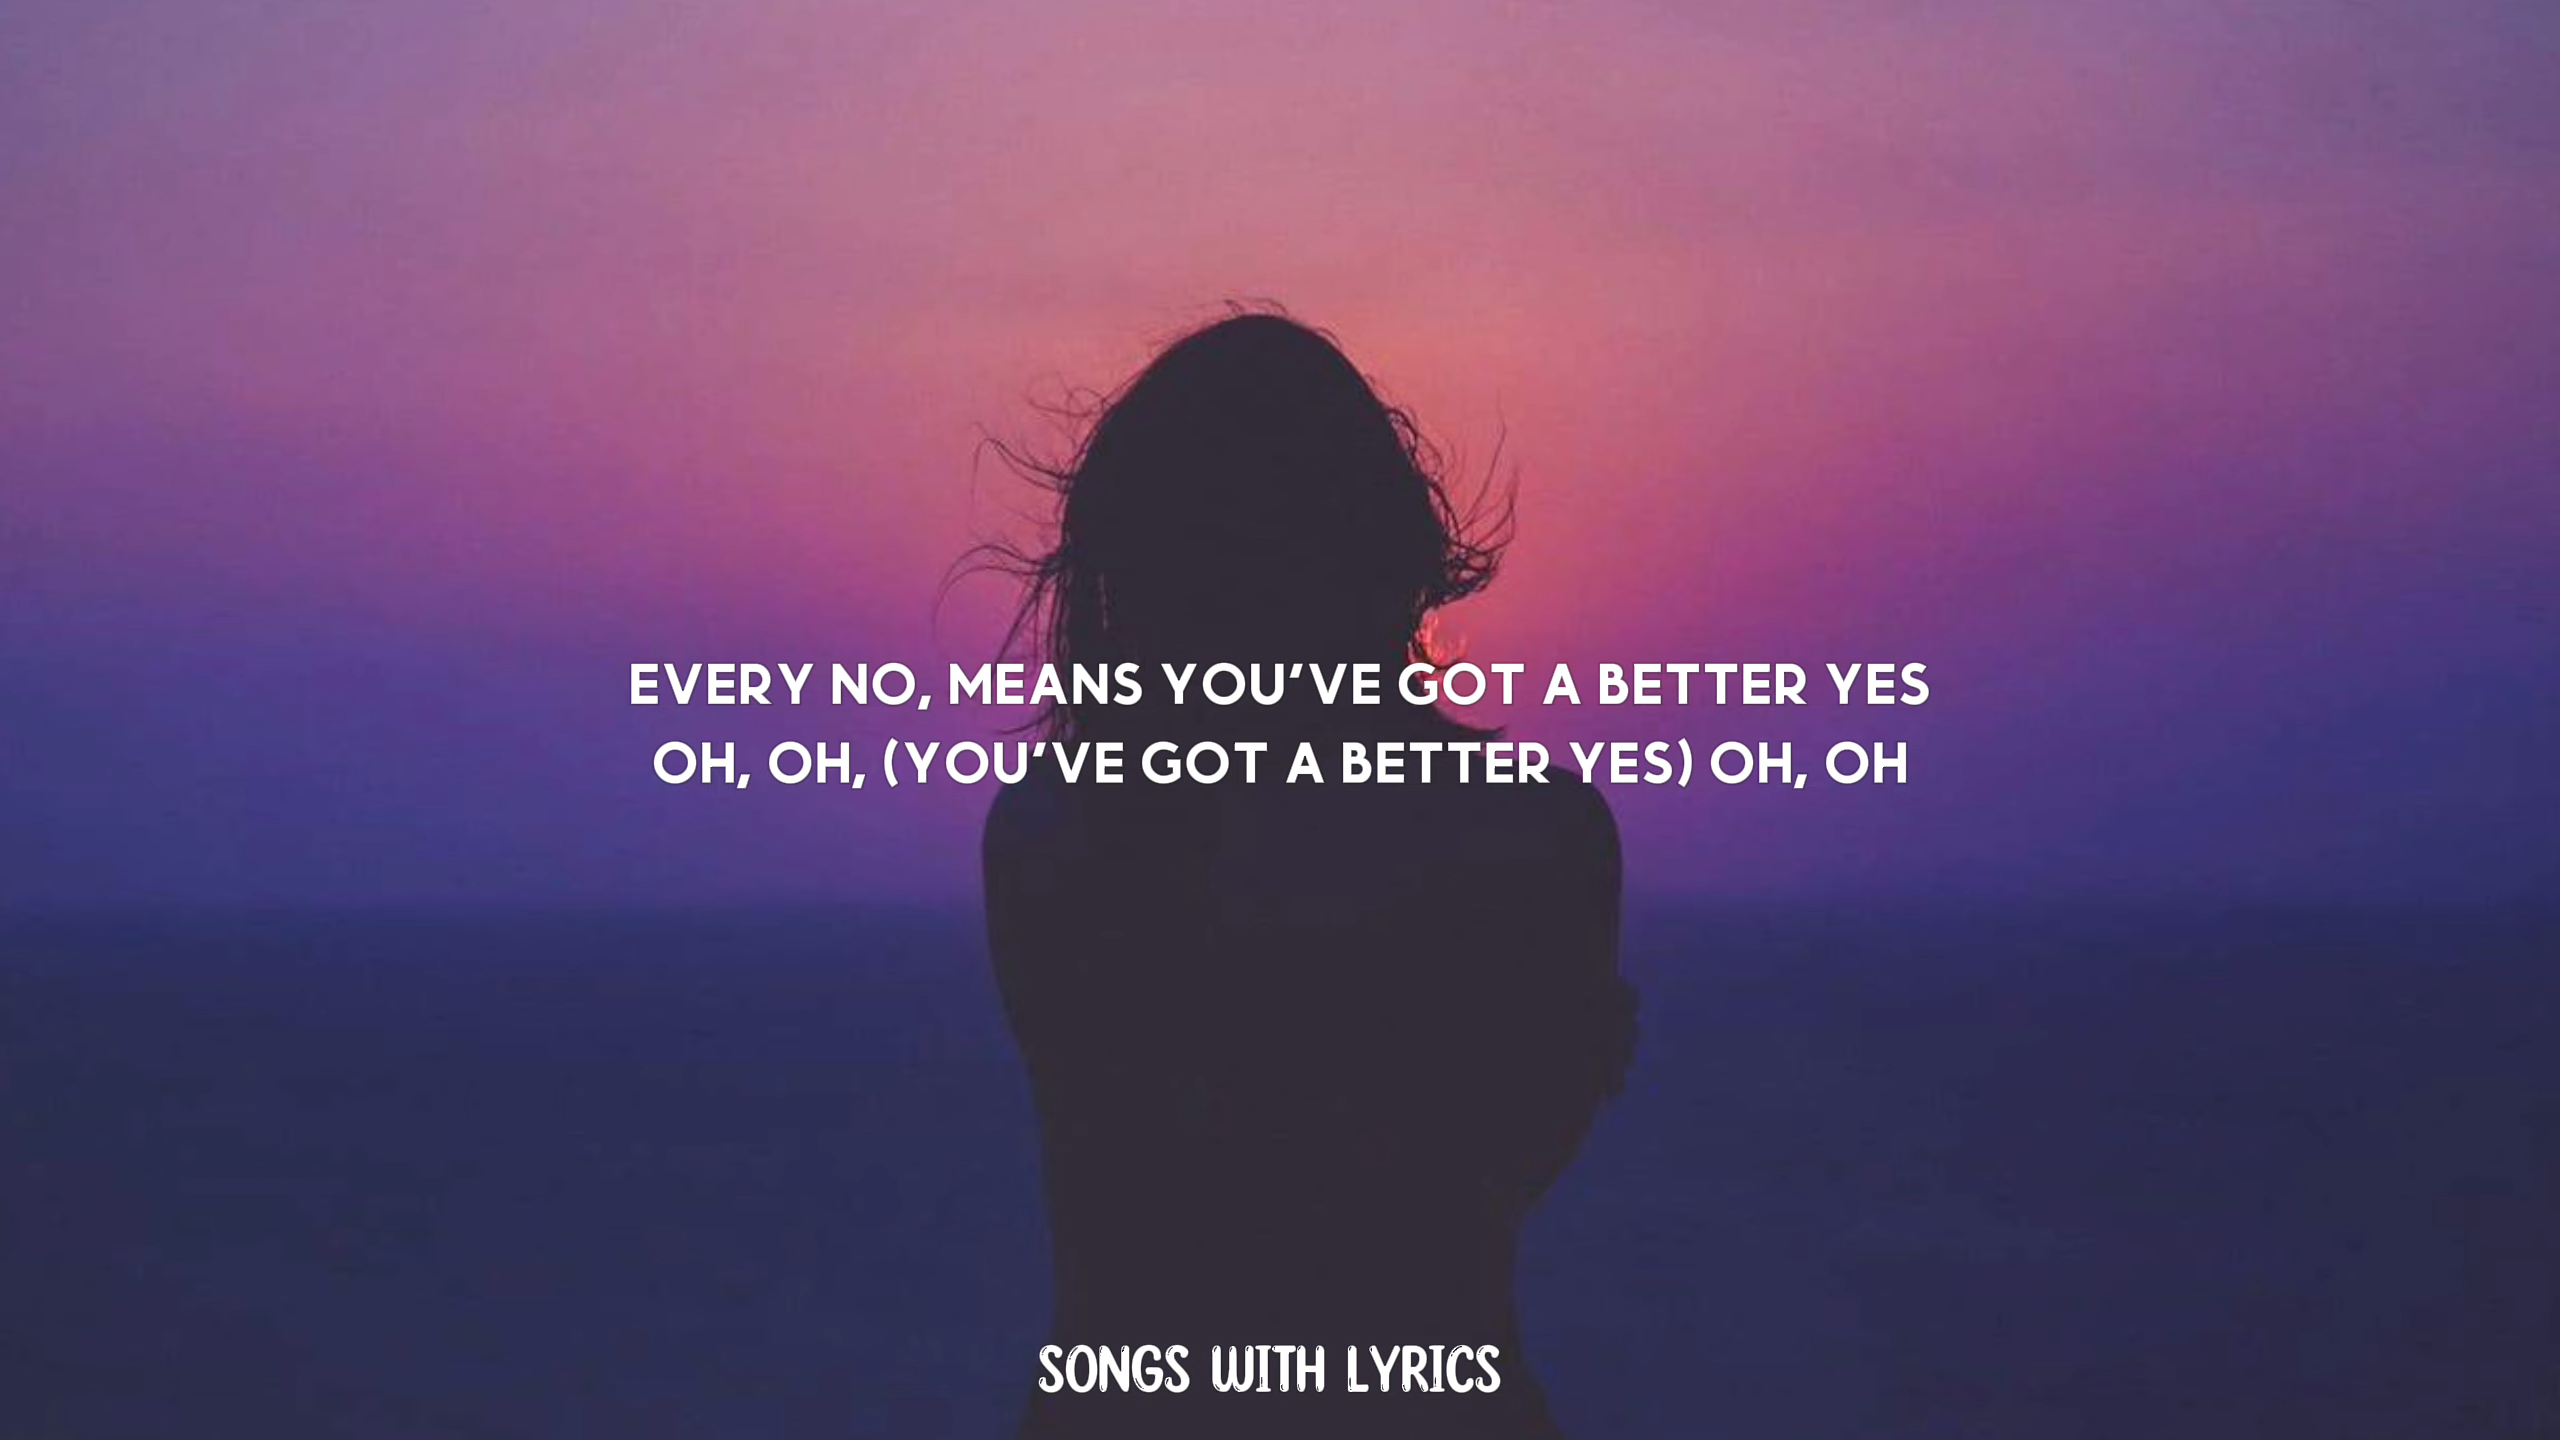 EVERY NO, MEANS YOU'VE GOT A BETTER YES
OH, OH, (YOU'VE GOT A BETTER YES) OH, OH
SONGS WITH LYRICS